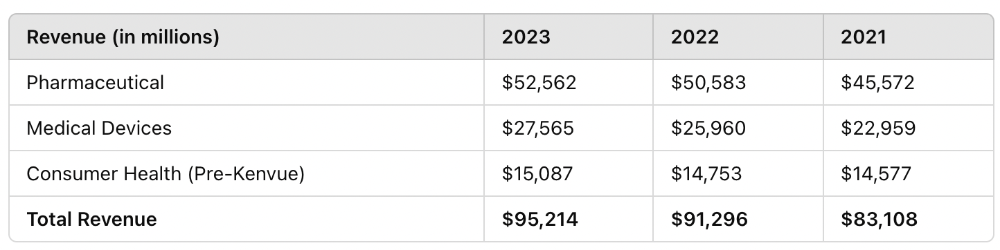 Revenue (in millions) 2023 2022 2021
Pharmaceutical $52,562 $50,583 $45,572
Medical Devices $27,565 $25,960 $22,959
Consumer Health (Pre-Kenvue) $15,087 $14,753 $14,577
Total Revenue $95,214 $91,296 $83,108